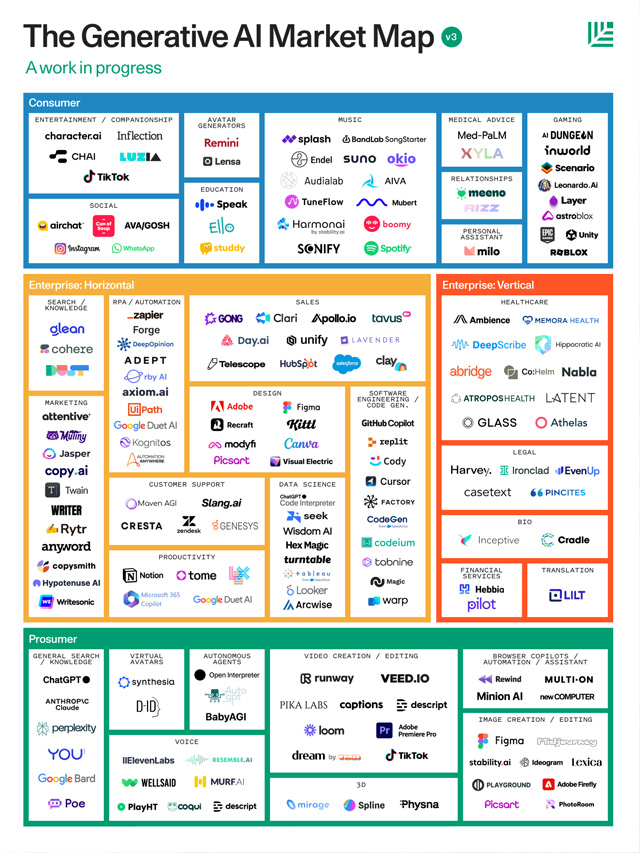 The Generative AI Market Map v3
A work in progress
Consumer
ENTERTAINMENT / COMPANIONSHIP
character.ai Inflection
CHAI LUZIA
TikTok
SOCIAL
airchat Can of Soup AVA/GOSH
Instagram WhatsApp
AVATAR
GENERATORS
Remini
Lensa
EDUCATION
Speak
Ello
studdy
MUSIC
splash BandLab SongStarter
Endel suno okio
Audialab AIVA
TuneFlow Mubert
Harmonai by stability.ai boomy
SONIFY Spotify
MEDICAL ADVICE
Med-PaLM
XYLA
RELATIONSHIPS
meeno
RIZZ
PERSONAL
ASSISTANT
milo
GAMING
AI DUNGEON
inworld
Scenario
Leonardo.Ai
Layer
astroblox
EPIC GAMES Unity
ROBLOX
Enterprise: Horizontal
SEARCH /
KNOWLEDGE
glean
cohere
DUST
MARKETING
attentive
Mutiny
Jasper
copy.ai
Twain
WRITER
Rytr
anyword
copysmith
Hypotenuse AI
Writesonic
RPA / AUTOMATION
zapier
Forge
DeepOpinion
ADEPT
rby AI
axiom.ai
UiPath
Google Duet AI
Kognitos
AUTOMATION
ANYWHERE
SALES
GONG Clari Apollo.io tavus
Day.ai unify LAVENDER
Telescope HubSpot salesforce clay
DESIGN
Adobe Figma
Recraft Kittl
modyfi Canva
Picsart Visual Electric
SOFTWARE
ENGINEERING /
CODE GEN.
GitHub Copilot
replit
Cody
Cursor
FACTORY
CodeGen
from Salesforce
codeium
tabnine
Magic
warp
CUSTOMER SUPPORT
Maven AGI Slang.ai
CRESTA zendesk GENESYS
PRODUCTIVITY
Notion tome LEX
Microsoft 365
Copilot Google Duet AI
DATA SCIENCE
ChatGPT
Code Interpreter
seek
Wisdom AI
Hex Magic
turntable
tableau
from Salesforce
Looker
Arcwise
Enterprise: Vertical
HEALTHCARE
Ambience MEMORA HEALTH
DeepScribe Hippocratic AI
abridge Co:Helm Nabla
ATROPOS HEALTH LATENT
GLASS Athelas
LEGAL
Harvey. Ironclad EvenUp
casetext PINCITES
BIO
Inceptive Cradle
FINANCIAL
SERVICES
Hebbia
pilot
TRANSLATION
LILT
Prosumer
GENERAL SEARCH
/ KNOWLEDGE
ChatGPT
ANTHROP\C
Claude
perplexity
YOU
Google Bard
Poe
VIRTUAL
AVATARS
synthesia
D-ID
AUTONOMOUS
AGENTS
Open Interpreter
Autogpt
BabyAGI
VOICE
IIElevenLabs RESEMBLE.AI
WELLSAID MURF.AI
PlayHT coqui descript
VIDEO CREATION / EDITING
runway VEED.IO
PIKA LABS captions descript
loom Pr Adobe
Premiere Pro
dream by TikTok
3D
mirage Spline Physna
BROWSER COPILOTS /
AUTOMATION / ASSISTANT
Rewind MULTI·ON
Minion AI new COMPUTER
IMAGE CREATION / EDITING
Figma Midjourney
stability.ai Ideogram Lexica
PLAYGROUND Adobe Firefly
Picsart PhotoRoom